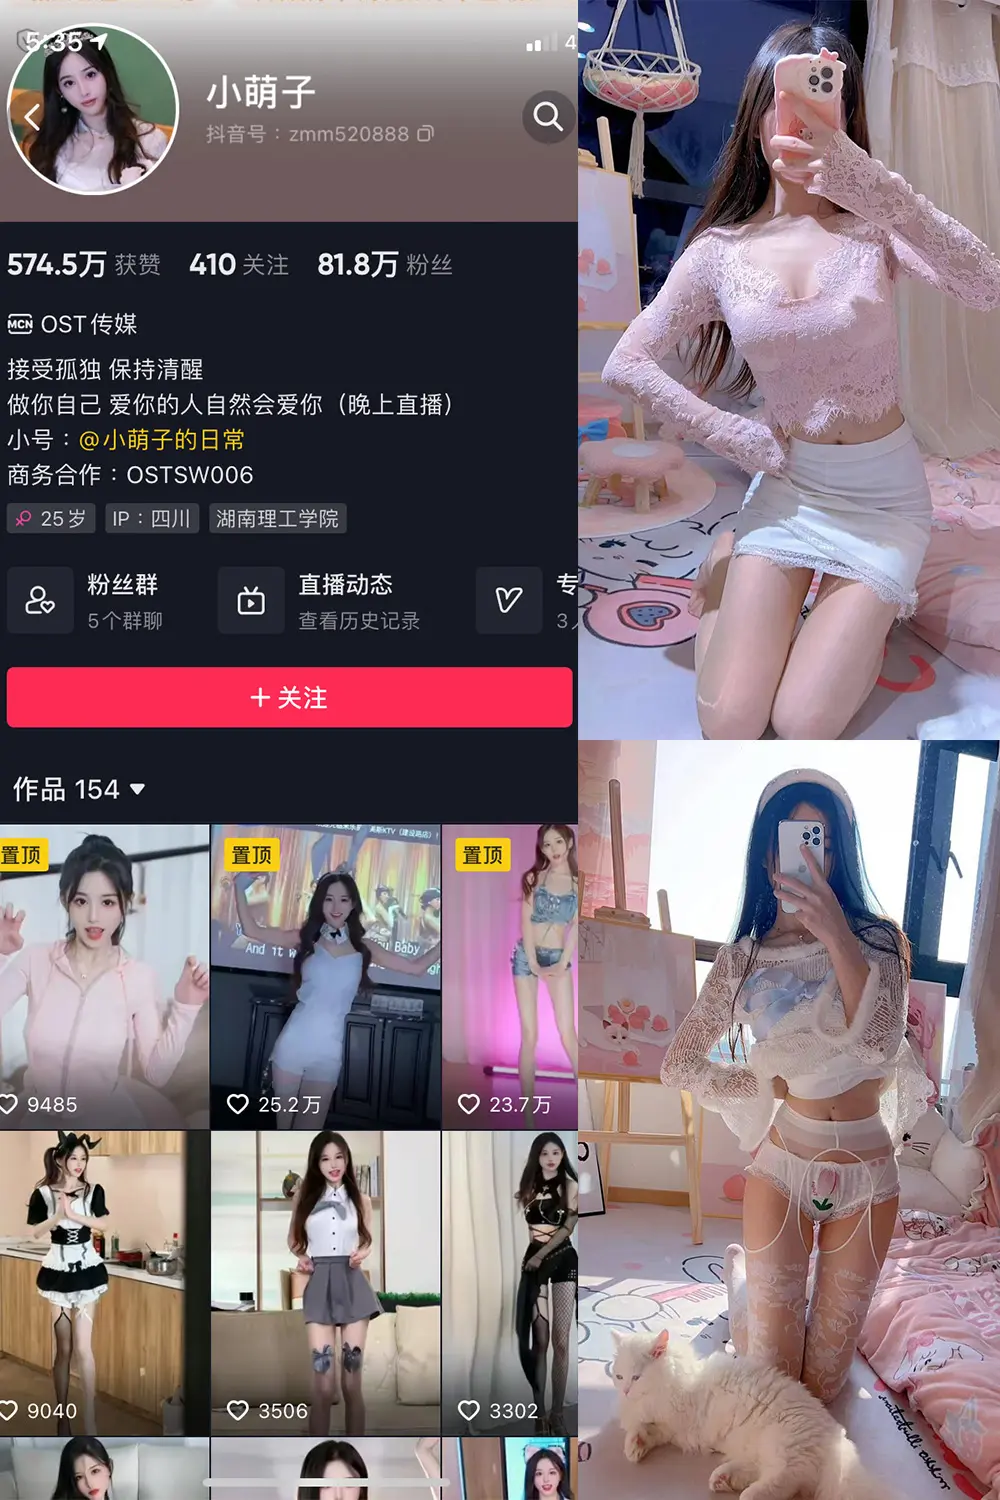 5:35
4
小萌子
抖音号：zmm520888
574.5万 获赞 410 关注 81.8万 粉丝
MCN OST传媒
接受孤独 保持清醒
做你自己 爱你的人自然会爱你（晚上直播）
小号：@小萌子的日常
商务合作：OSTSW006
25岁 IP：四川 湖南理工学院
粉丝群 直播动态 专
5个群聊 查看历史记录 3
+ 关注
作品 154
置顶 置顶 置顶
And it w
You Baby
9485 25.2万 23.7万
9040 3506 3302